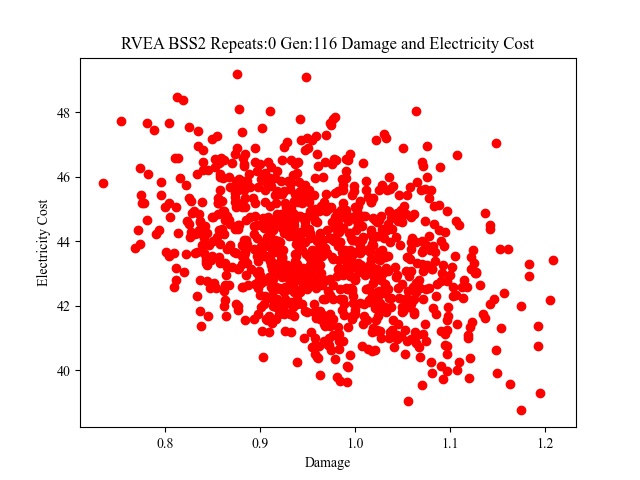 RVEA BSS2 Repeats:0 Gen:116 Damage and Electricity Cost
Electricity Cost
48
46
44
42
40
0.8 0.9 1.0 1.1 1.2
Damage